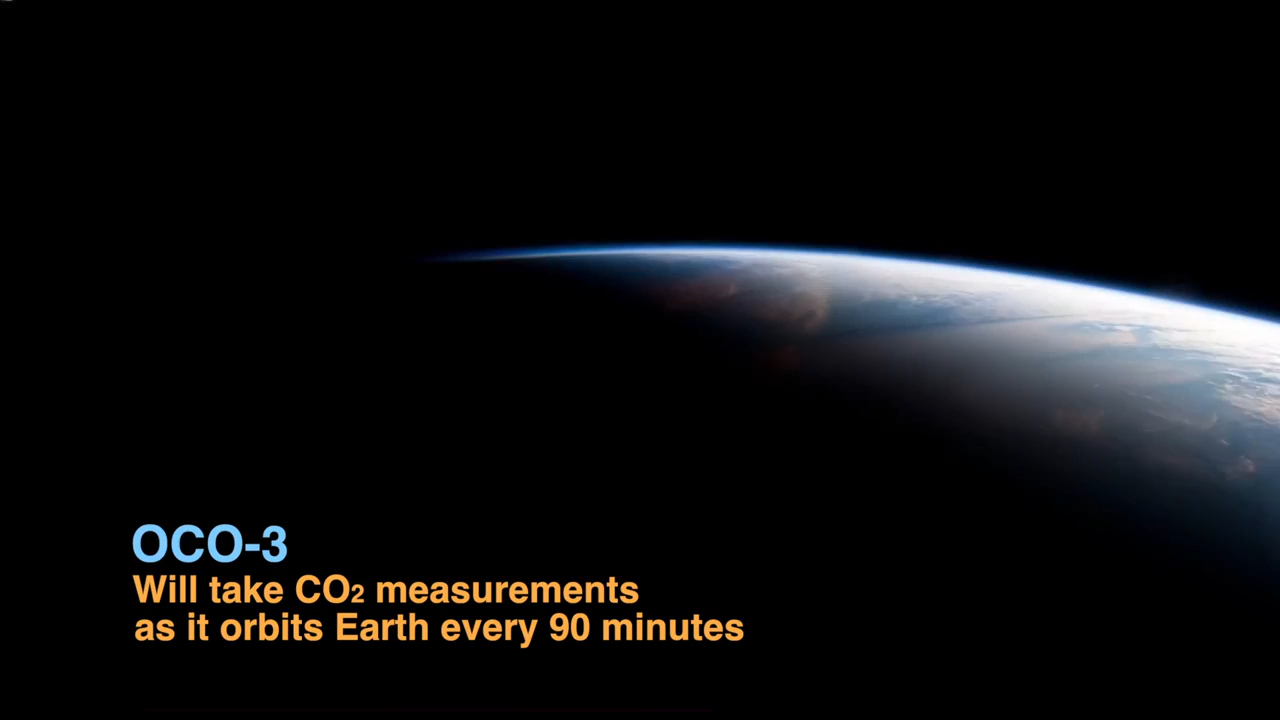 OCO-3
Will take CO₂ measurements
as it orbits Earth every 90 minutes